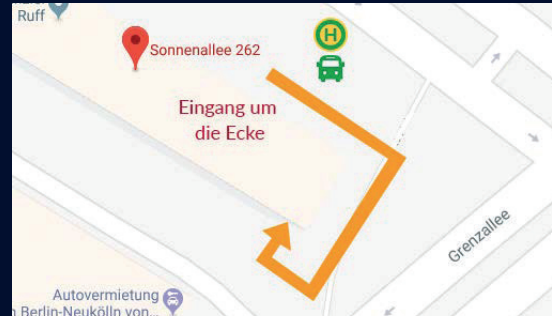 Ruff
Sonnenallee 262
H
Eingang um
die Ecke
Grenzallee
Autovermietung
Berlin-Neukölln von...